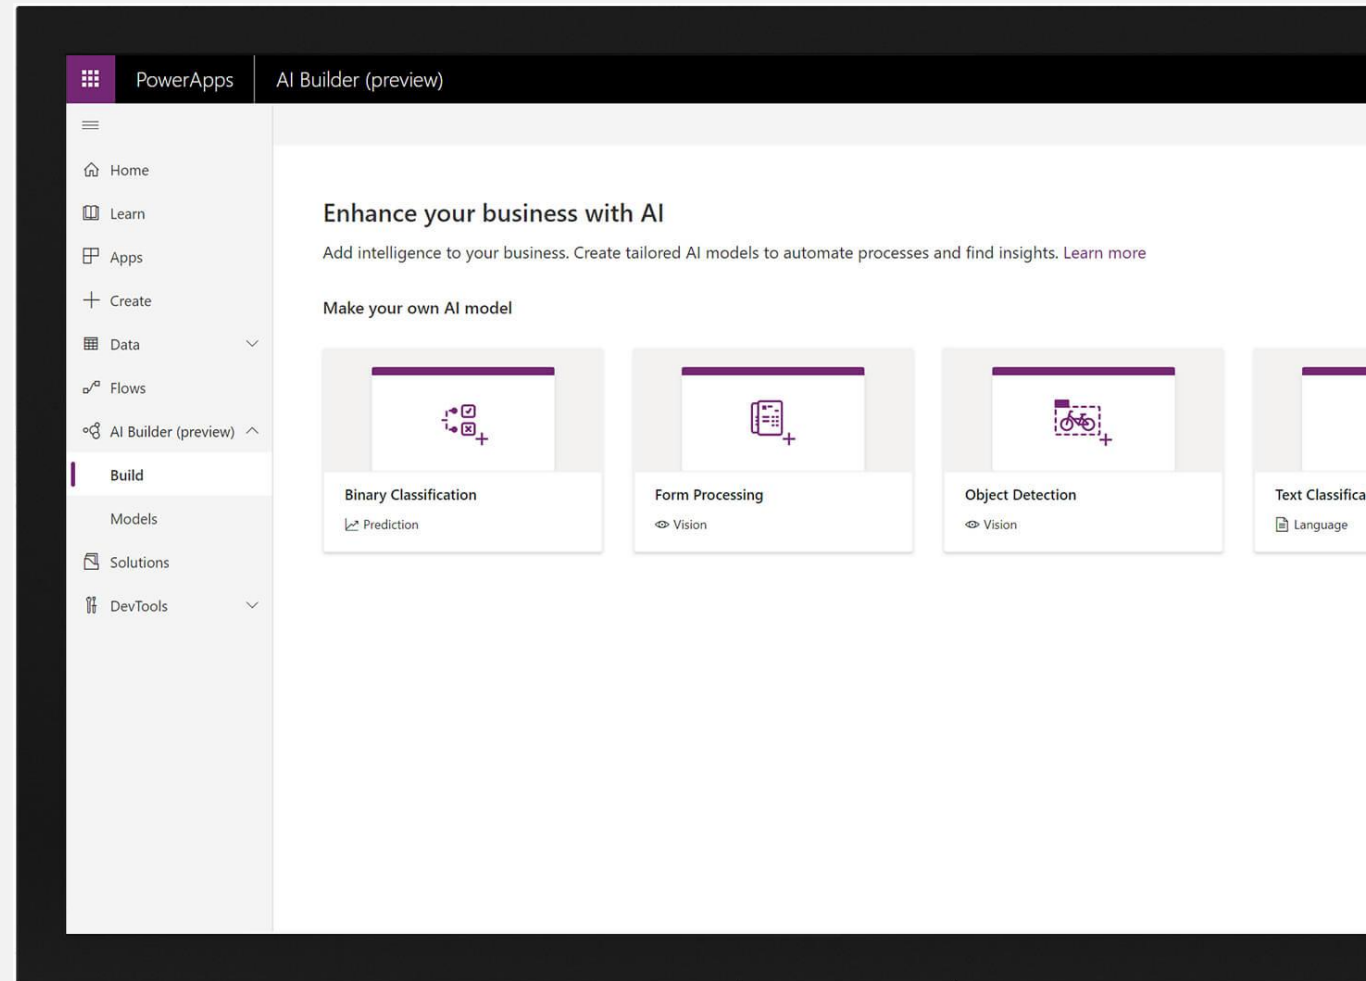 PowerApps
AI Builder (preview)
Home
Learn
Apps
Create
Data
Flows
AI Builder (preview)
Build
Models
Solutions
DevTools
Enhance your business with AI
Add intelligence to your business. Create tailored AI models to automate processes and find insights. Learn more
Make your own AI model
Binary Classification
Prediction
Form Processing
Vision
Object Detection
Vision
Text Classifica
Language